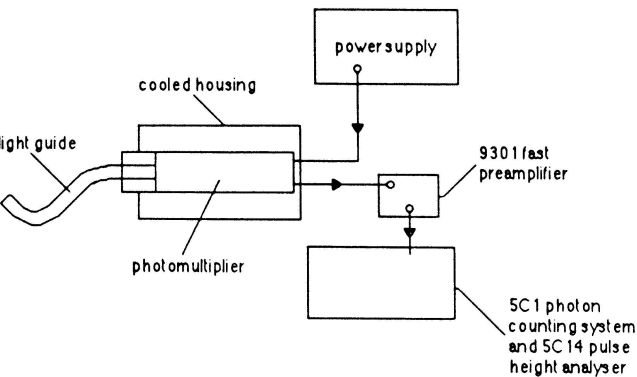 power supply
cooled housing
light guide
9301 fast
preamplifier
photomultiplier
5C1 photon
counting system
and 5C14 pulse
height analyser